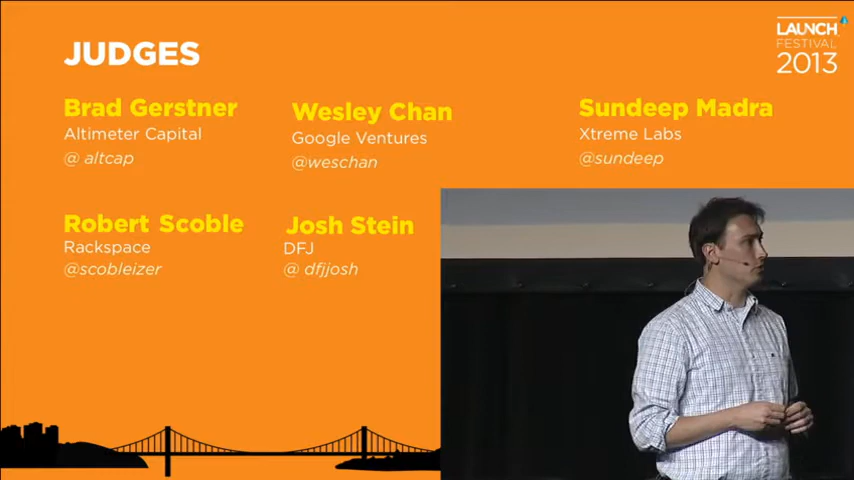 JUDGES
LAUNCH
FESTIVAL
2013
Brad Gerstner
Altimeter Capital
@ altcap
Wesley Chan
Google Ventures
@weschan
Sundeep Madra
Xtreme Labs
@sundeep
Robert Scoble
Rackspace
@scobleizer
Josh Stein
DFJ
@ dfjjosh